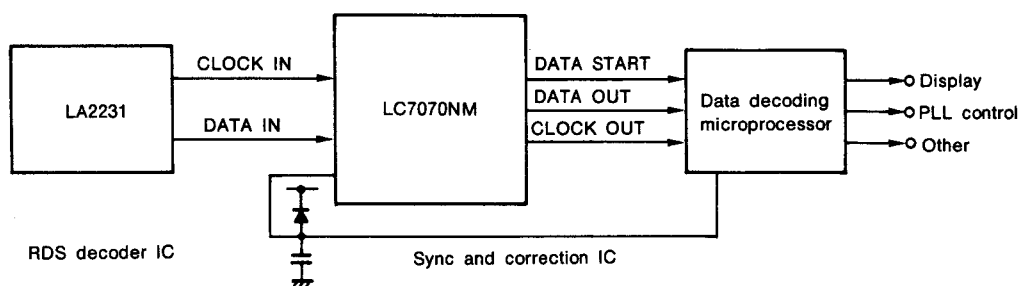 CLOCK IN
DATA IN
LA2231
LC7070NM
DATA START
DATA OUT
CLOCK OUT
Data decoding
microprocessor
Display
PLL control
Other
RDS decoder IC
Sync and correction IC